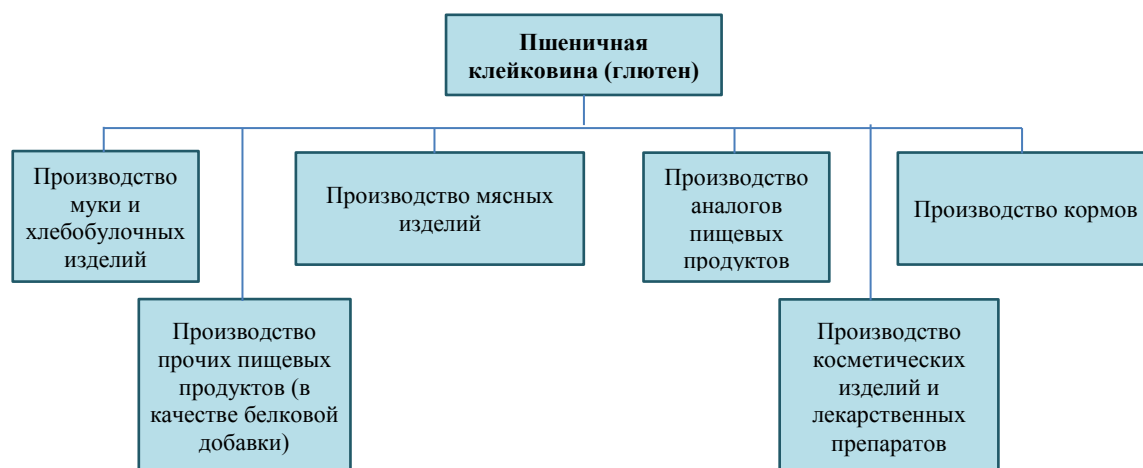 Пшеничная
клейковина (глютен)
Производство
муки и
хлебобулочных
изделий
Производство мясных
изделий
Производство
аналогов
пищевых
продуктов
Производство кормов
Производство
прочих пищевых
продуктов (в
качестве белковой
добавки)
Производство
косметических
изделий и
лекарственных
препаратов